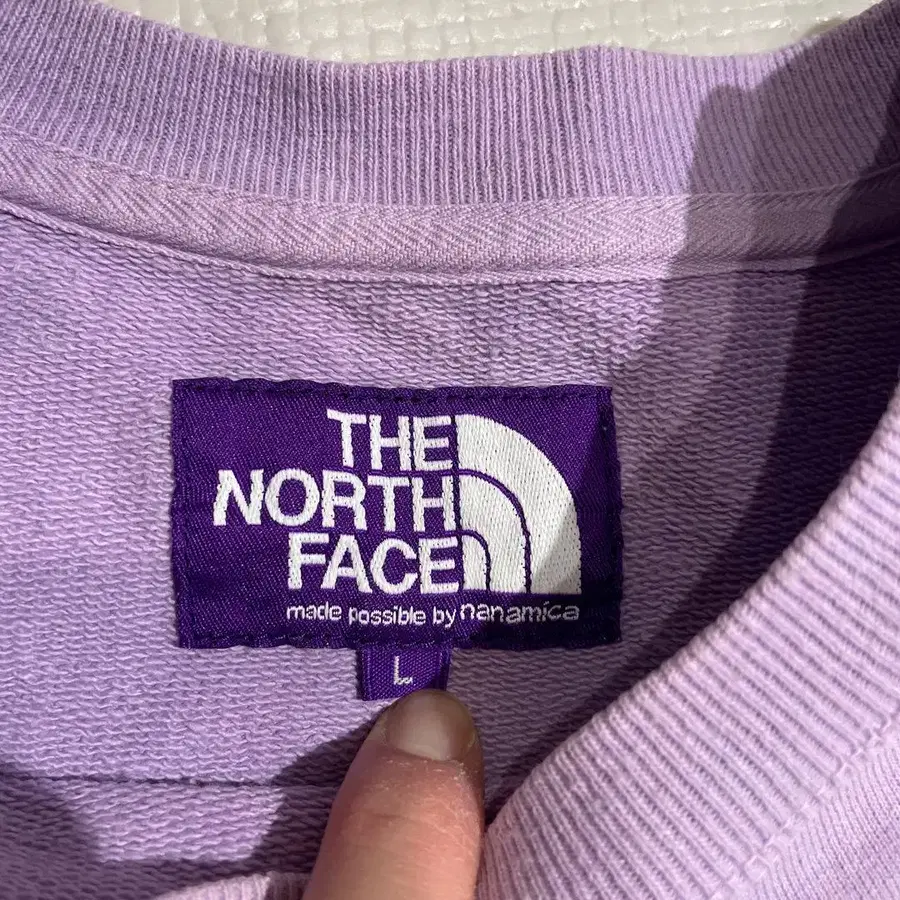 THE
NORTH
FACE
made possible by nanamica
L